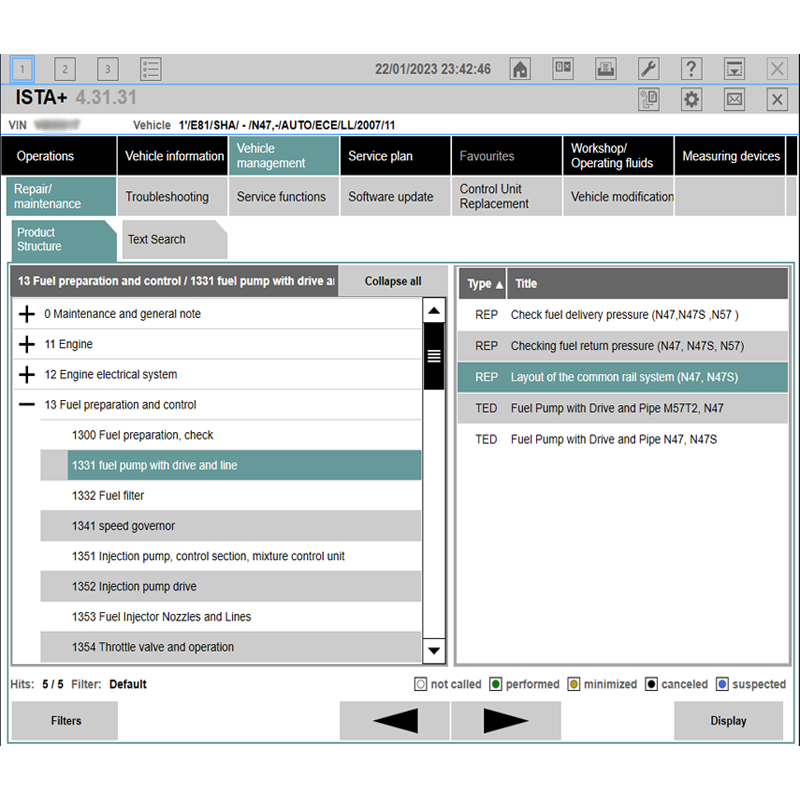 1 2 3 22/01/2023 23:42:46 ?
ISTA+ 4.31.31
VIN Vehicle 1'/E81/SHA/ - /N47,-/AUTO/ECE/LL/2007/11
Operations
Vehicle information
Vehicle
management
Service plan
Favourites
Workshop/
Operating fluids
Measuring devices
Repair/
maintenance
Troubleshooting
Service functions
Software update
Control Unit
Replacement
Vehicle modification
Product
Structure
Text Search
13 Fuel preparation and control / 1331 fuel pump with drive a
Collapse all
0 Maintenance and general note
11 Engine
12 Engine electrical system
13 Fuel preparation and control
1300 Fuel preparation, check
1331 fuel pump with drive and line
1332 Fuel filter
1341 speed governor
1351 Injection pump, control section, mixture control unit
1352 Injection pump drive
1353 Fuel Injector Nozzles and Lines
1354 Throttle valve and operation
Type ▲ Title
REP Check fuel delivery pressure (N47,N47S ,N57 )
REP Checking fuel return pressure (N47, N47S, N57)
REP Layout of the common rail system (N47, N47S)
TED Fuel Pump with Drive and Pipe M57T2, N47
TED Fuel Pump with Drive and Pipe N47, N47S
Hits: 5 / 5 Filter: Default
not called performed minimized canceled suspected
Filters
Display